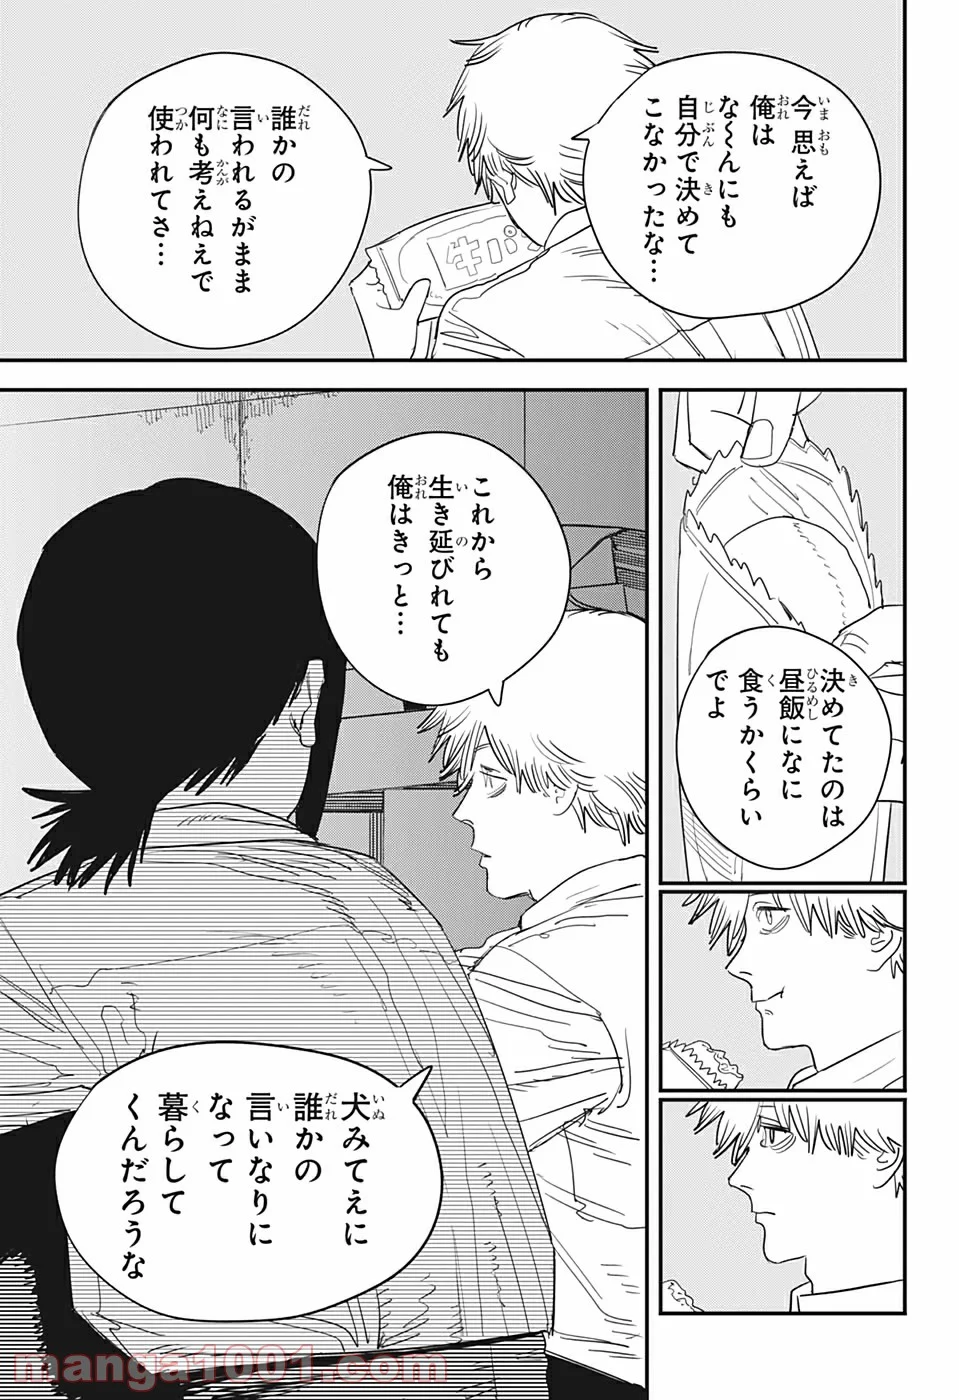 今思えば
俺は
な～んにも
自分で決めて
こなかったな…
誰かの
言われるがまま
何も考えねえで
使われてさ…
牛パ
決めてたのは
昼飯になに
食うかくらい
でよ
これから
生き延びれても
俺はきっと…
犬みてえに
誰かの
言いなりに
なって
暮らして
くんだろうな
manga1001.com